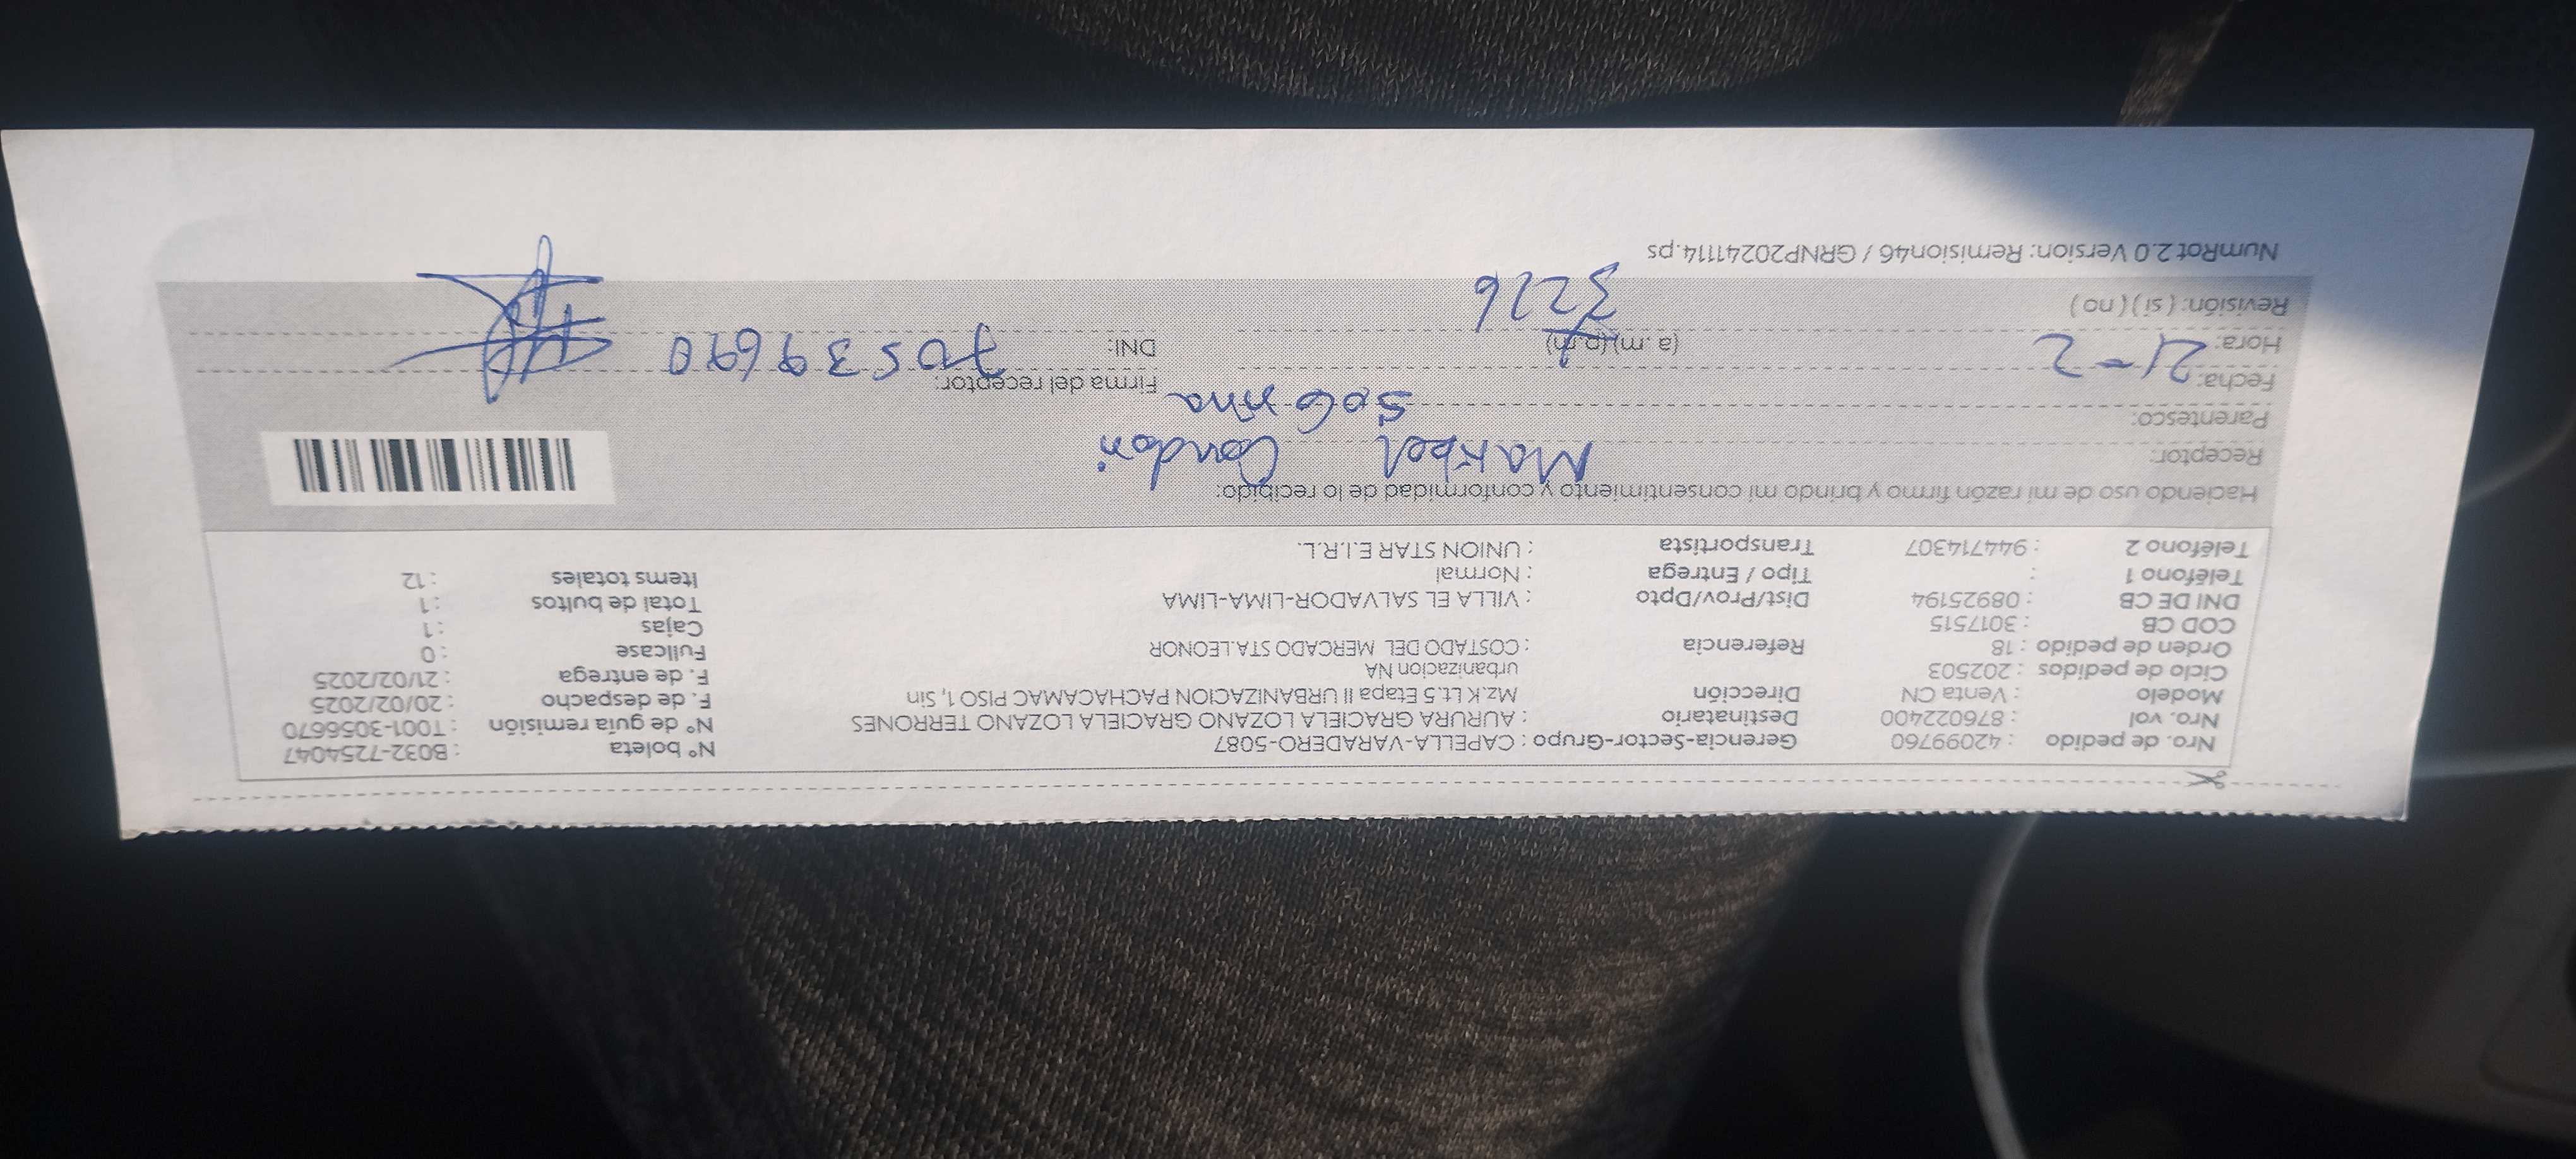 Nro. de pedido : 42099760 Gerencia-Sector-Grupo : CAPELLA-VARADERO-5087 N° boleta : B032-7254047
Nro. vol : 876022400 Destinatario : AURURA GRACIELA LOZANO GRACIELA LOZANO TERRONES N° de guía remisión : T001-3056670
Modelo : Venta CN Dirección Mz.K Lt.5 Etapa II URBANIZACION PACHACAMAC PISO 1, Sin F. de despacho : 20/02/2025
Ciclo de pedidos : 202503 urbanizacion NA F. de entrega : 21/02/2025
Orden de pedido : 18 Referencia : COSTADO DEL MERCADO STA.LEONOR Fullcase : 0
COD CB : 3017515 Cajas : 1
DNI DE CB : 08925194 Dist/Prov/Dpto : VILLA EL SALVADOR-LIMA-LIMA Total de bultos : 1
Teléfono 1 : Tipo / Entrega : Normal Items totales : 12
Teléfono 2 : 944714307 Transportista : UNION STAR E.I.R.L.
Haciendo uso de mi razón firmo y brindo mi consentimiento y conformidad de lo recibido:
Receptor: Maribel Condori
Parentesco: Sobrina
Fecha: 21-2 Firma del receptor:
Hora: (a.m) (p.m) DNI: 70539690
Revisión: ( si ) ( no ) 3226
NumRot 2.0 Version: Remision46 / GRNP20241114.ps